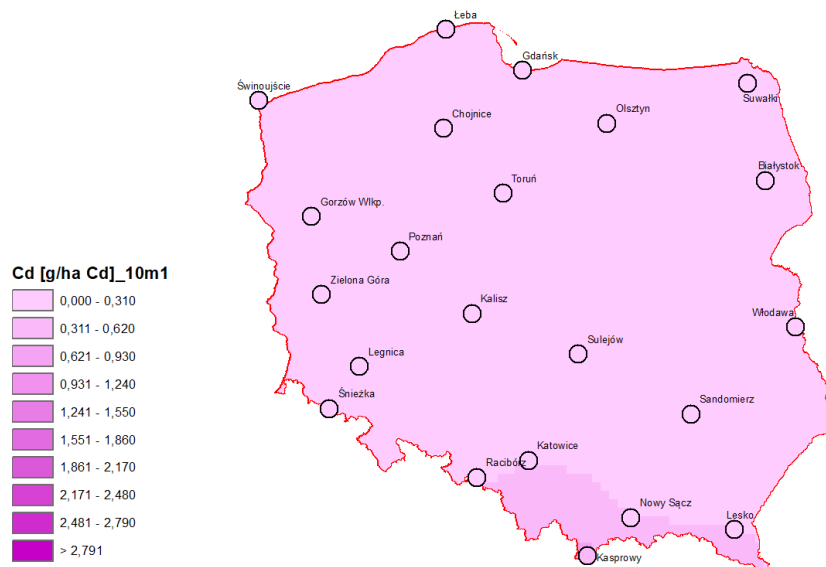 Łeba
Gdańsk
Świnoujście
Suwałki
Chojnice
Olsztyn
Białystok
Toruń
Gorzów Wlkp.
Poznań
Cd [g/ha Cd]_10m1
0,000 - 0,310
0,311 - 0,620
0,621 - 0,930
0,931 - 1,240
1,241 - 1,550
1,551 - 1,860
1,861 - 2,170
2,171 - 2,480
2,481 - 2,790
> 2,791
Zielona Góra
Kalisz
Włodawa
Sulejów
Legnica
Śnieżka
Sandomierz
Katowice
Racibórz
Nowy Sącz
Lesko
Kasprowy